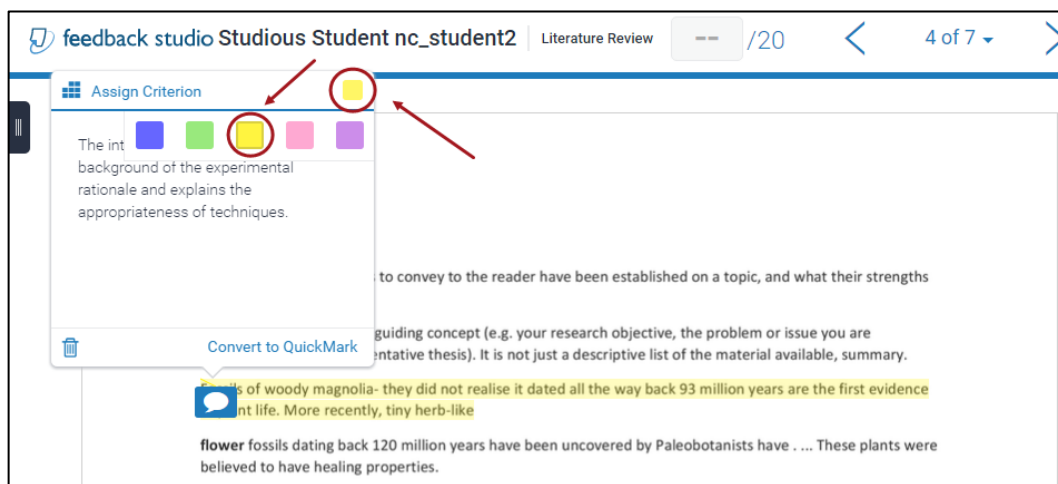 feedback studio Studious Student nc_student2 | Literature Review -- /20 4 of 7
Assign Criterion
The int
background of the experimental
rationale and explains the
appropriateness of techniques.
to convey to the reader have been established on a topic, and what their strengths
guiding concept (e.g. your research objective, the problem or issue you are
Convert to QuickMark
entative thesis). It is not just a descriptive list of the material available, summary.
of woody magnolia- they did not realise it dated all the way back 93 million years are the first evidence
nt life. More recently, tiny herb-like
flower fossils dating back 120 million years have been uncovered by Paleobotanists have . ... These plants were
believed to have healing properties.